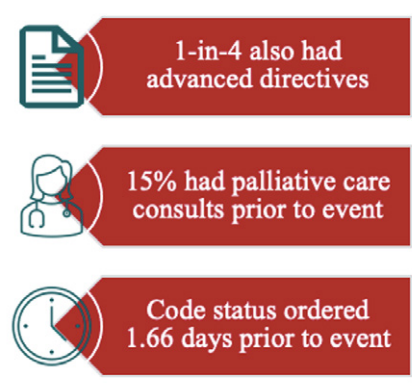 1-in-4 also had
advanced directives
15% had palliative care
consults prior to event
Code status ordered
1.66 days prior to event